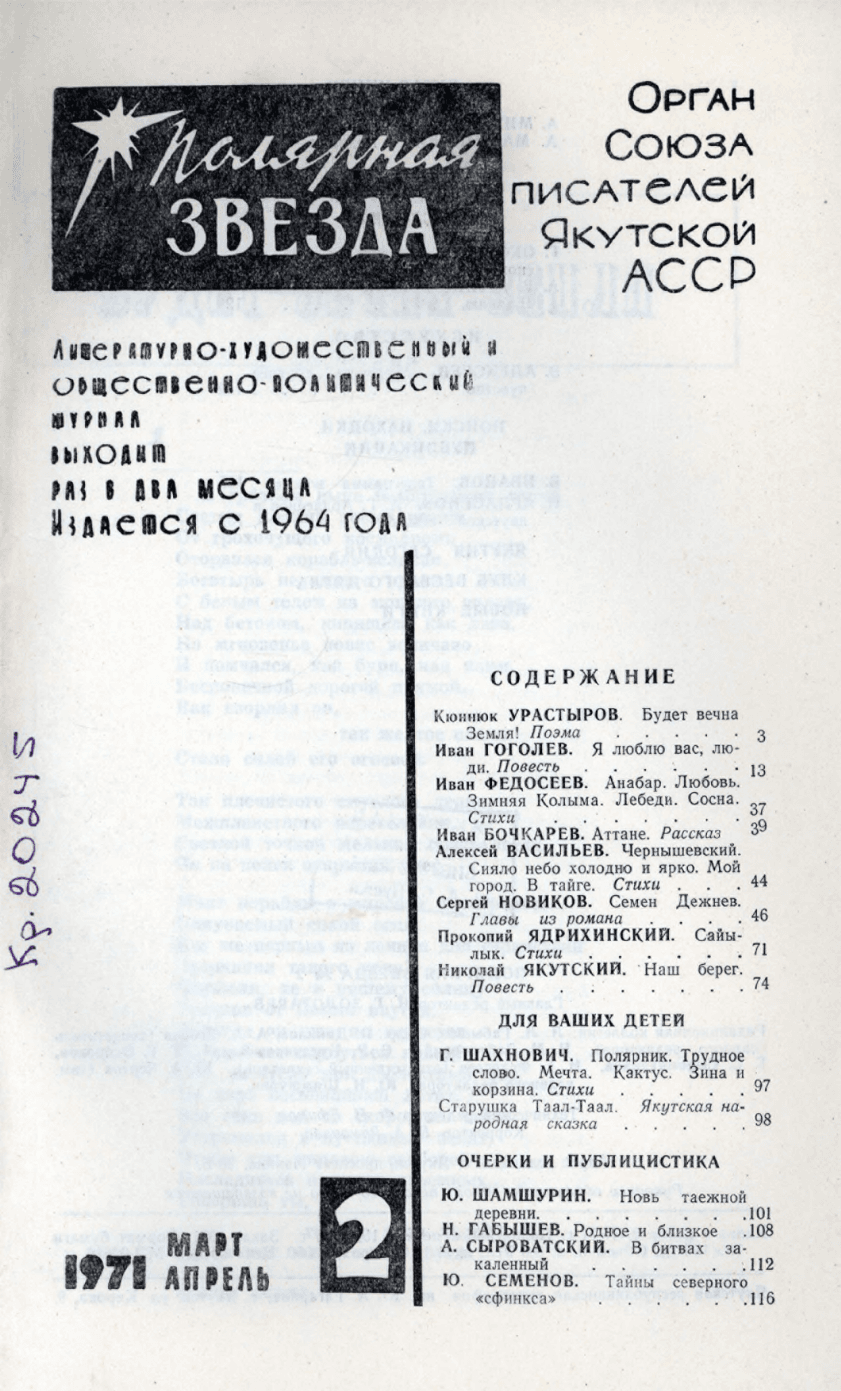 Полярная
ЗВЕЗДА
Орган
Союза
писателей
Якутской
АССР
Литературно-художественный и
общественно-политический
журнал
выходит
раз в два месяца
Издается с 1964 года
Кр. 20245
СОДЕРЖАНИЕ
Кюннюк УРАСТЫРОВ. Будет вечна
Земля! Поэма . . . . . 3
Иван ГОГОЛЕВ. Я люблю вас, лю-
ди. Повесть . . . . . . 13
Иван ФЕДОСЕЕВ. Анабар. Любовь.
Зимняя Колыма. Лебеди. Сосна.
Стихи . . . . . . . 37
Иван БОЧКАРЕВ. Аттане. Рассказ 39
Алексей ВАСИЛЬЕВ. Чернышевский.
Сияло небо холодно и ярко. Мой
город. В тайге. Стихи . . . 44
Сергей НОВИКОВ. Семен Дежнев.
Главы из романа . . . . 46
Прокопий ЯДРИХИНСКИЙ. Сайы-
лык. Стихи . . . . . . 71
Николай ЯКУТСКИЙ. Наш берег.
Повесть . . . . . . . 74
ДЛЯ ВАШИХ ДЕТЕЙ
Г. ШАХНОВИЧ. Полярник. Трудное
слово. Мечта. Кактус. Зина и
корзина. Стихи . . . . . 97
Старушка Таал-Таал. Якутская на-
родная сказка . . . . . 98
ОЧЕРКИ И ПУБЛИЦИСТИКА
Ю. ШАМШУРИН. Новь таежной
деревни. . . . . . . . 101
Н. ГАБЫШЕВ. Родное и близкое . 108
А. СЫРОВАТСКИЙ. В битвах за-
каленный . . . . . . 112
Ю. СЕМЕНОВ. Тайны северного
«сфинкса» . . . . . . 116
1971 МАРТ
АПРЕЛЬ
2